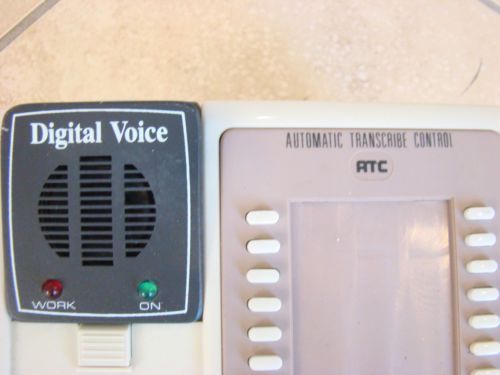 Digital Voice
WORK
ON
AUTOMATIC TRANSCRIBE CONTROL
ATC